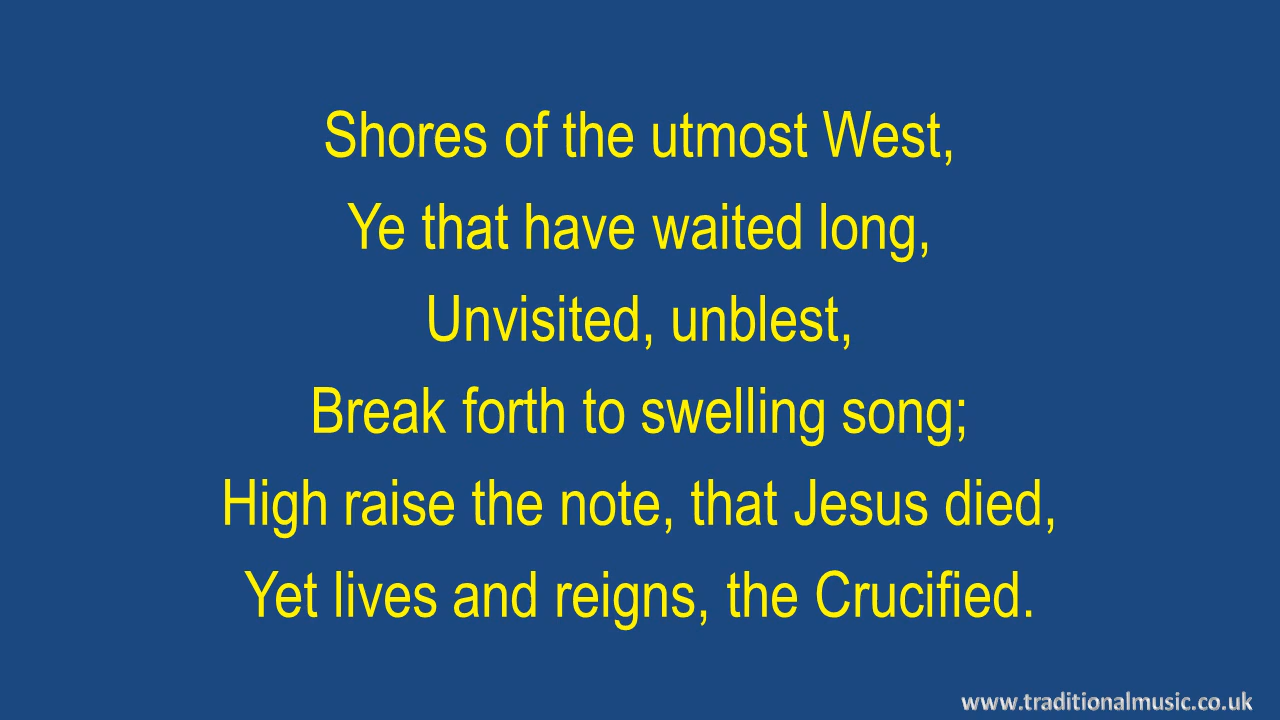 Shores of the utmost West,
Ye that have waited long,
Unvisited, unblest,
Break forth to swelling song;
High raise the note, that Jesus died,
Yet lives and reigns, the Crucified.
www.traditionalmusic.co.uk